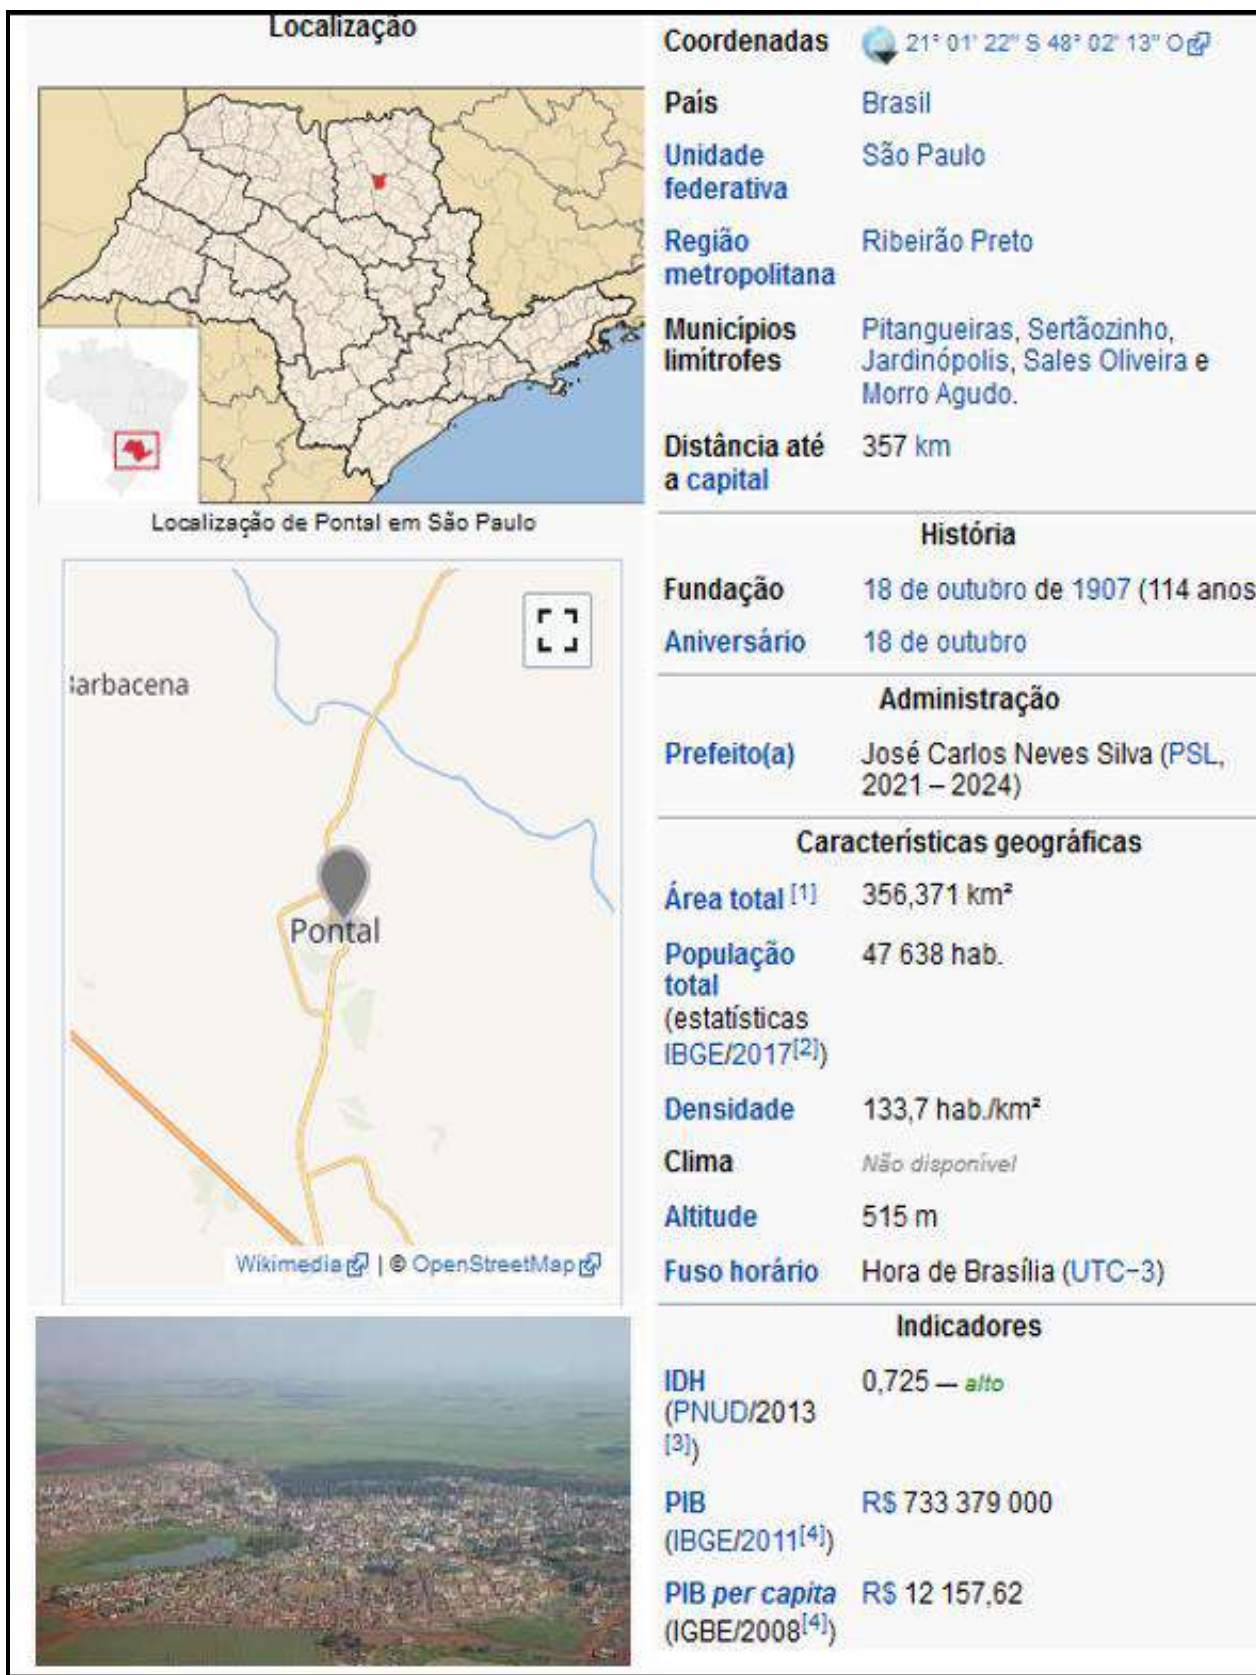 Localização
Localização de Pontal em São Paulo
arbacena
Pontal
Wikimedia | © OpenStreetMap
Coordenadas 21° 01' 22" S 48° 02' 13" O
País Brasil
Unidade São Paulo
federativa
Região Ribeirão Preto
metropolitana
Municípios Pitangueiras, Sertãozinho,
limítrofes Jardinópolis, Sales Oliveira e
Morro Agudo.
Distância até 357 km
a capital
História
Fundação 18 de outubro de 1907 (114 anos
Aniversário 18 de outubro
Administração
Prefeito(a) José Carlos Neves Silva (PSL,
2021 – 2024)
Características geográficas
Área total [1] 356,371 km²
População 47 638 hab.
total
(estatísticas
IBGE/2017[2])
Densidade 133,7 hab./km²
Clima Não disponível
Altitude 515 m
Fuso horário Hora de Brasília (UTC−3)
Indicadores
IDH 0,725 — alto
(PNUD/2013
[3])
PIB R$ 733 379 000
(IBGE/2011[4])
PIB per capita R$ 12 157,62
(IGBE/2008[4])